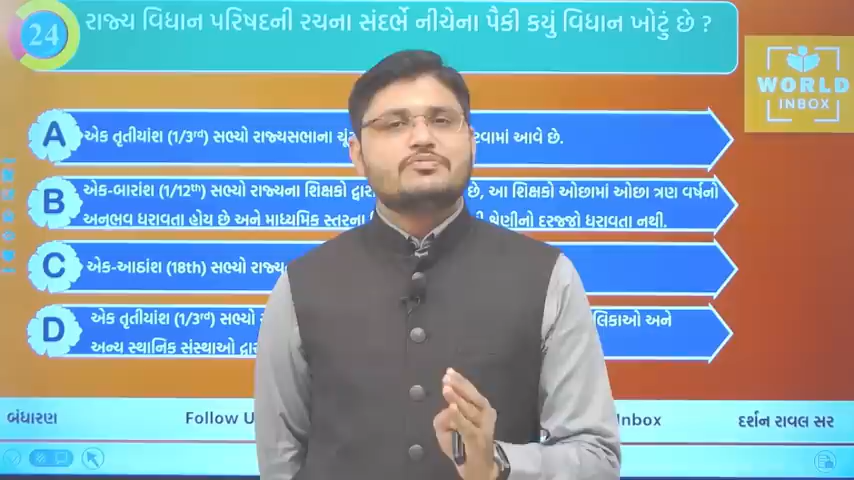 24 રાજ્ય વિધાન પરિષદની રચના સંદર્ભે નીચેના પૈકી કયું વિધાન ખોટું છે ?
WORLD
INBOX
A એક તૃતીયાંશ (1/3rd) સભ્યો રાજ્યસભાના આવે છે.
B એક-બારાંશ (1/12th) સભ્યો રાજ્યના શિક્ષકો છે, આ શિક્ષકો ઓછામાં ઓછા ત્રણ વર્ષનો
અનુભવ ધરાવતા હોય છે અને માધ્યમિક સ્તરના શ્રેણીનો દરજ્જો ધરાવતા નથી.
C એક-આઠાંશ (18th) સભ્યો
D એક તૃતીયાંશ (1/3rd) સભ્યો અને
અન્ય સ્થાનિક સંસ્થાઓ
બંધારણ Follow Inbox દર્શન રાવલ સર